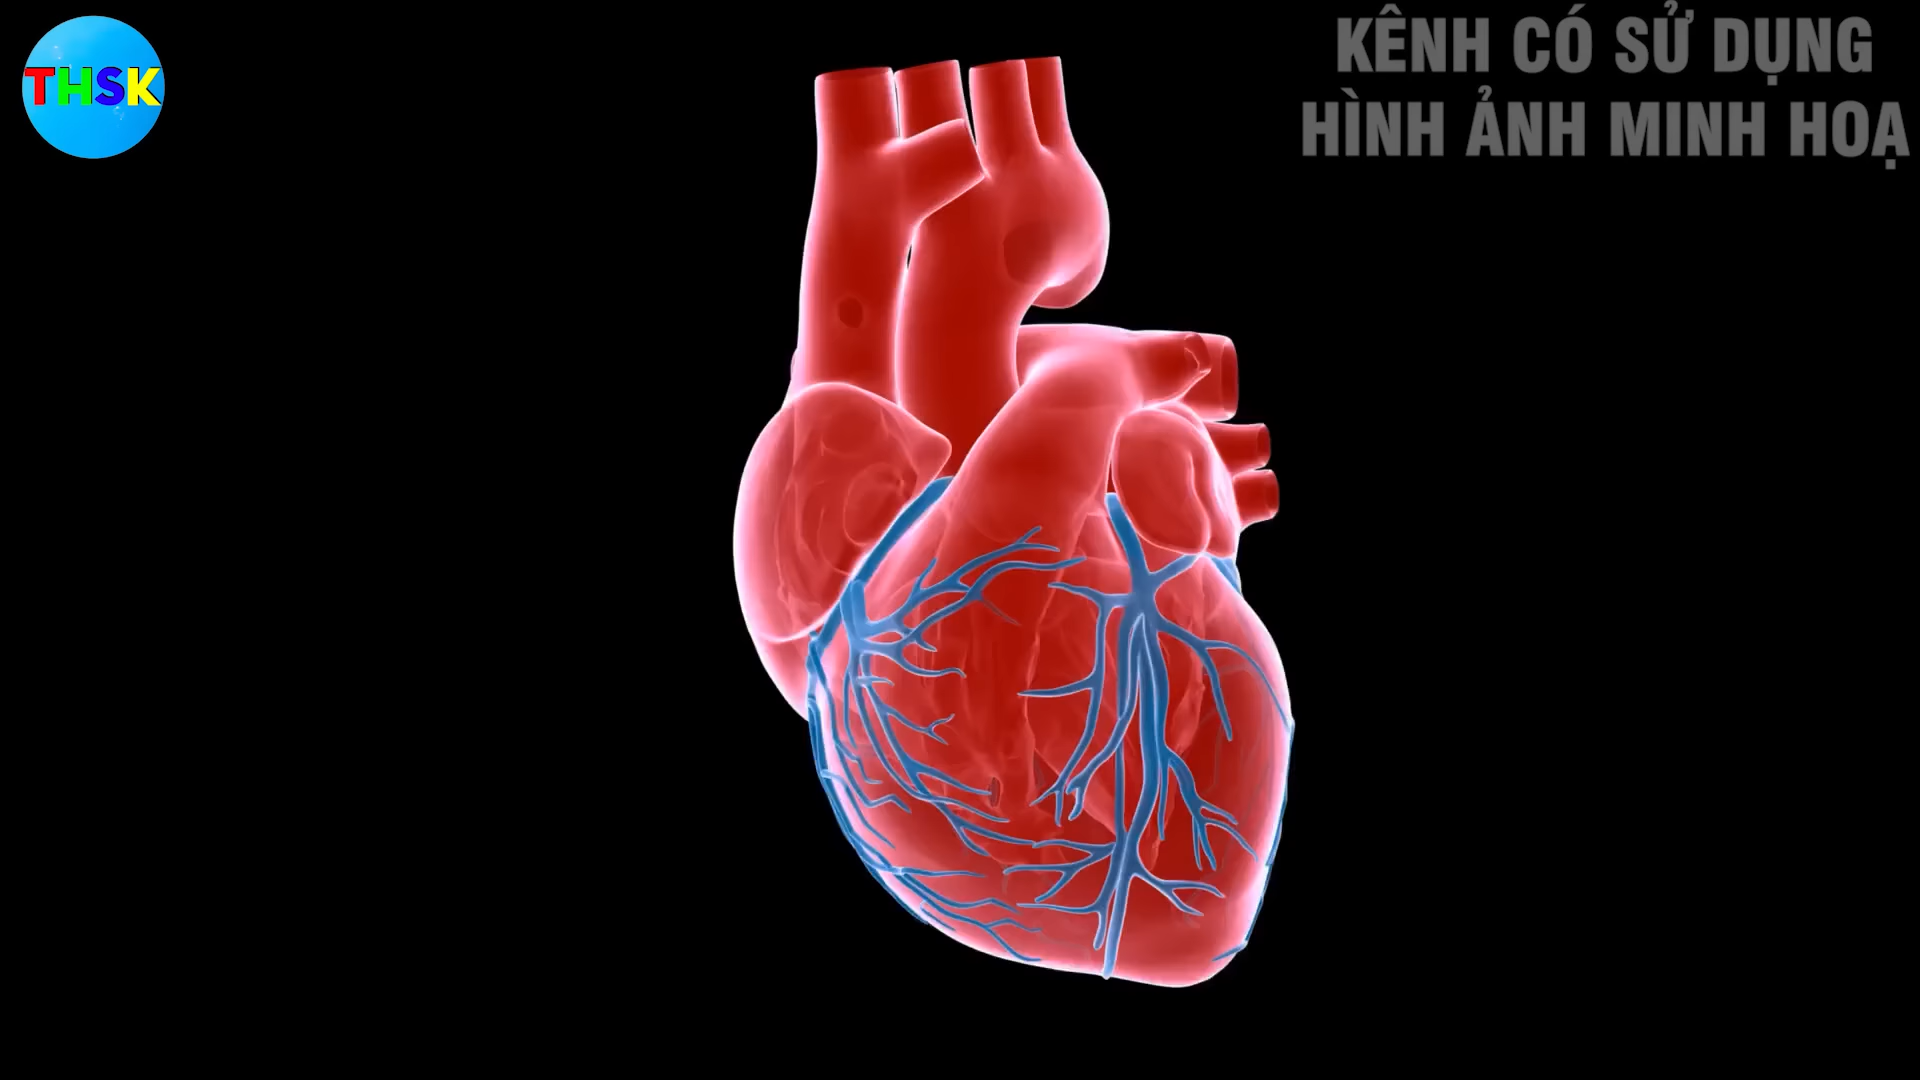 THSK
KÊNH CÓ SỬ DỤNG
HÌNH ẢNH MINH HOẠ